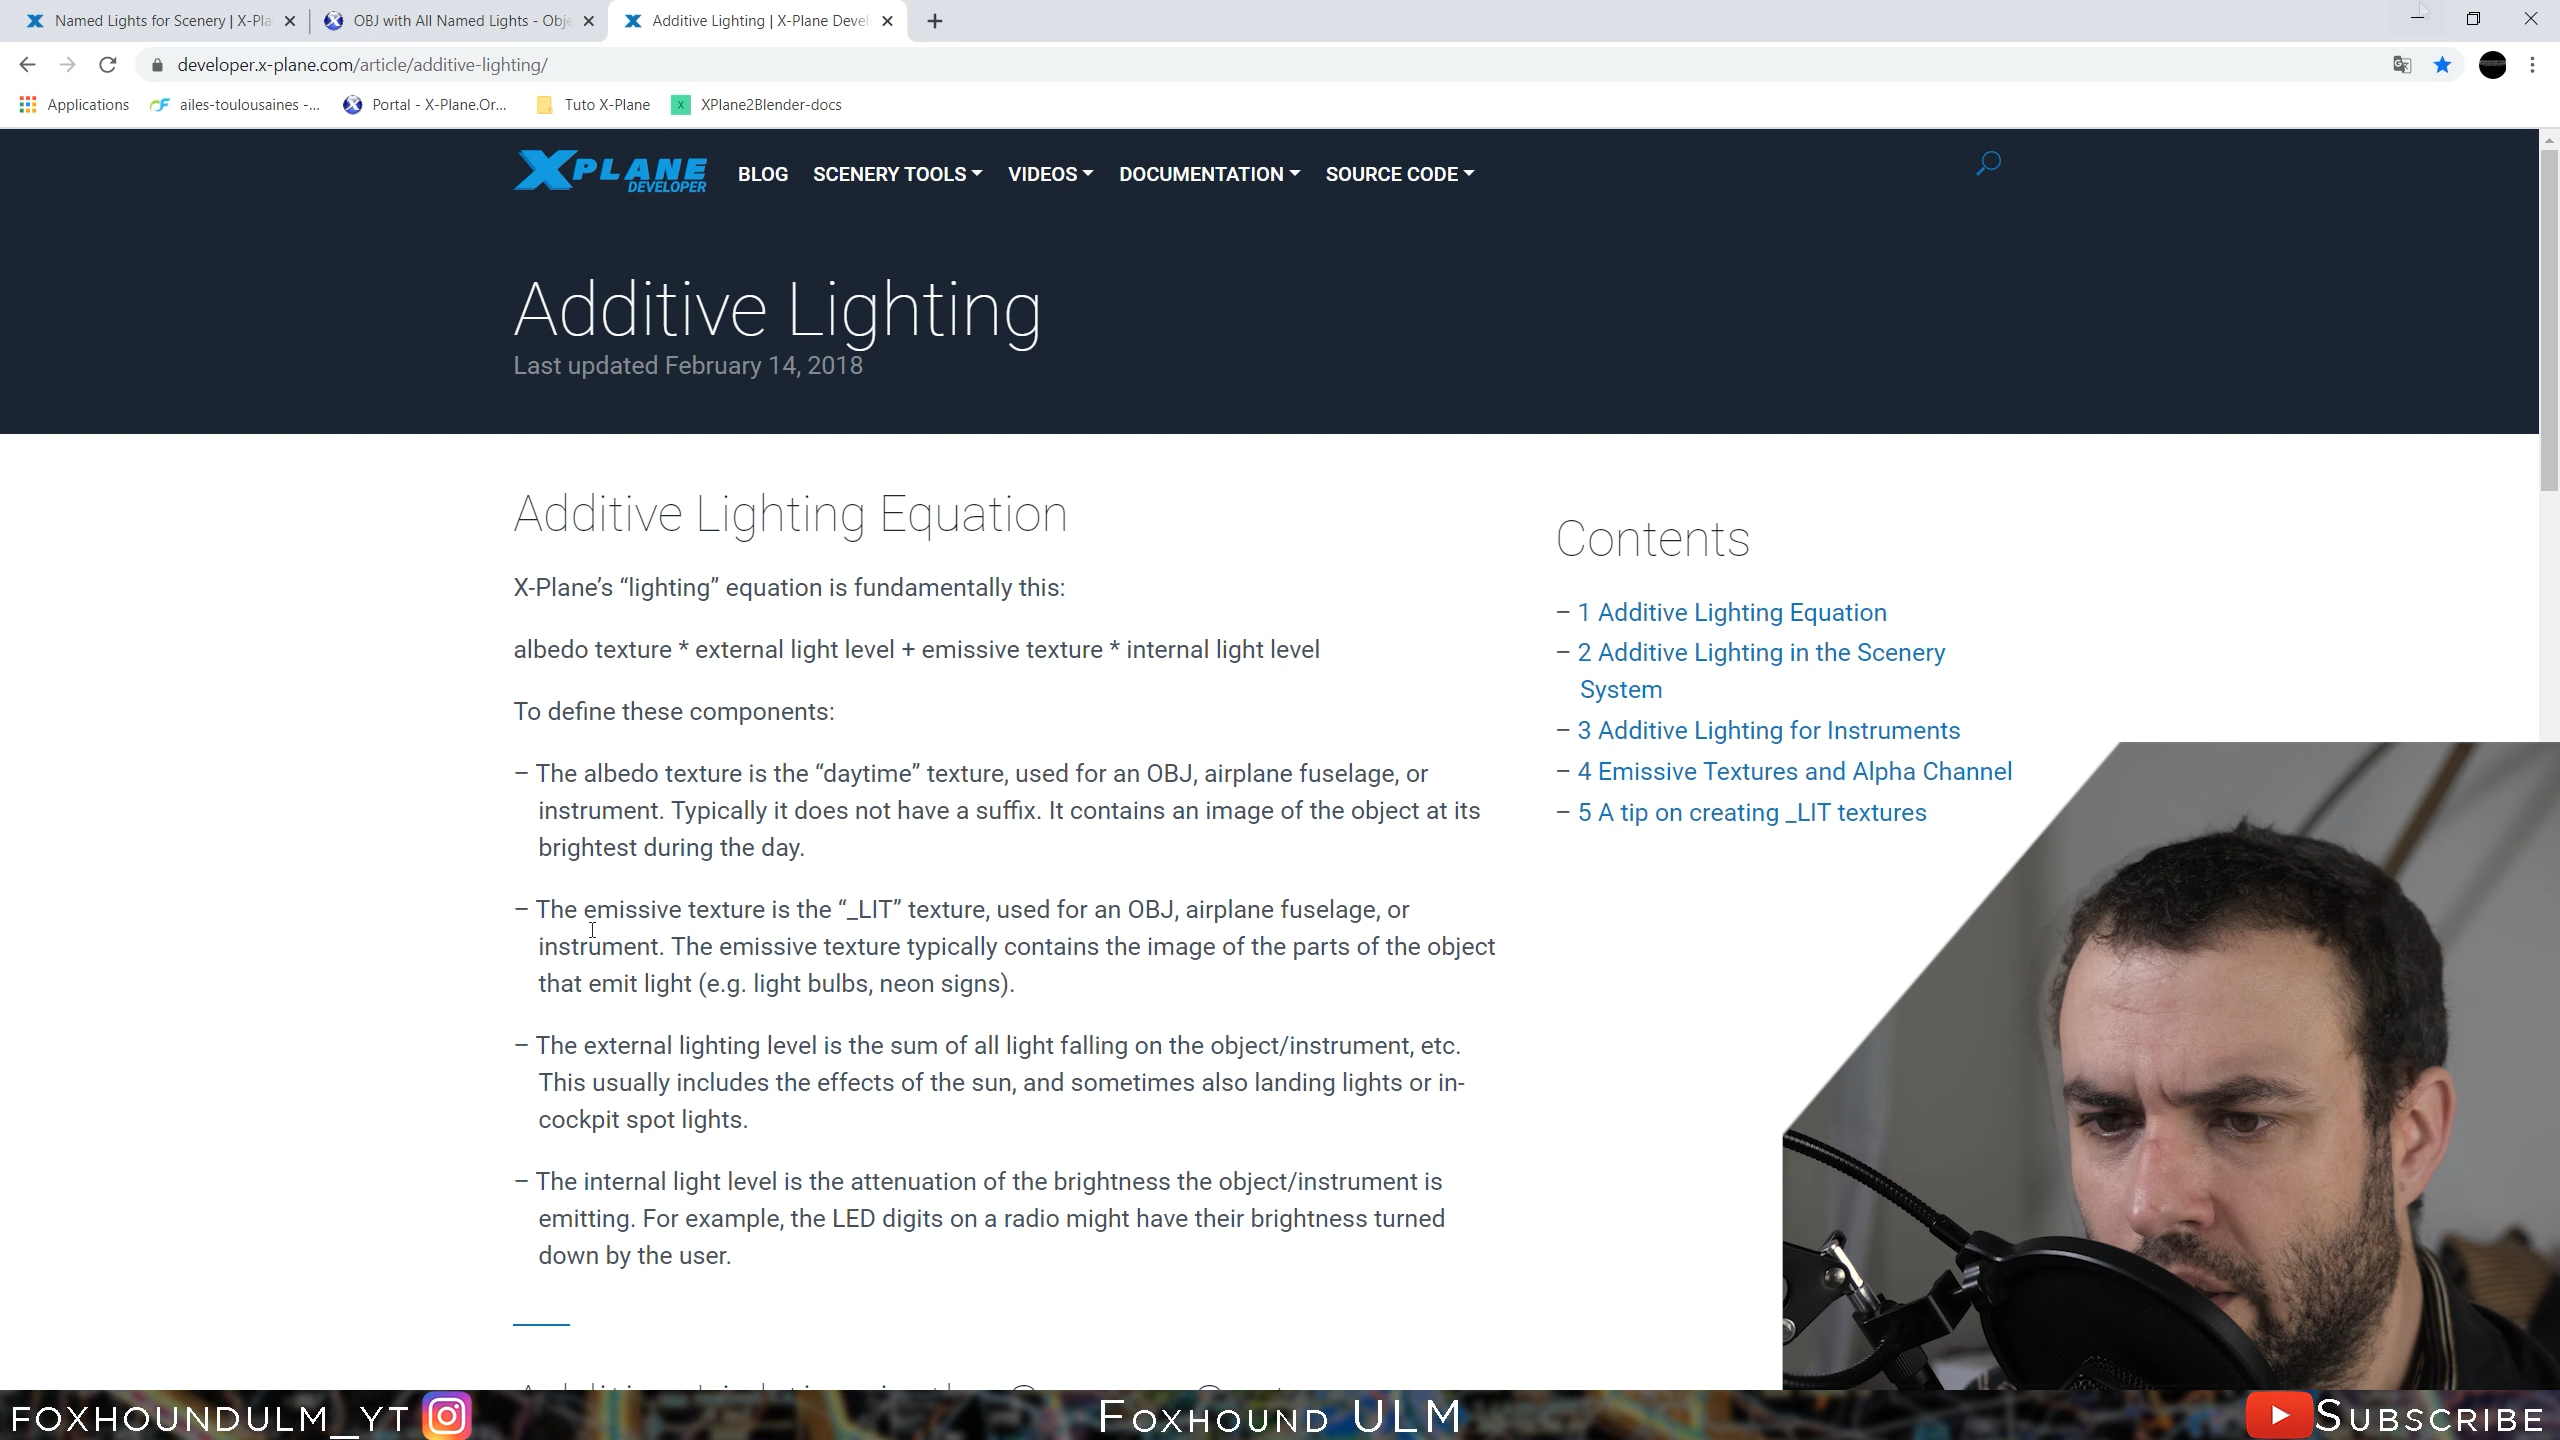 Named Lights for Scenery | X-Pla
OBJ with All Named Lights - Obje
Additive Lighting | X-Plane Devel
developer.x-plane.com/article/additive-lighting/
Applications
ailes-toulousaines -...
Portal - X-Plane.Or...
Tuto X-Plane
XPlane2Blender-docs
XPLANE
DEVELOPER
BLOG
SCENERY TOOLS
VIDEOS
DOCUMENTATION
SOURCE CODE
Additive Lighting
Last updated February 14, 2018
Additive Lighting Equation
X-Plane’s “lighting” equation is fundamentally this:
albedo texture * external light level + emissive texture * internal light level
To define these components:
– The albedo texture is the “daytime” texture, used for an OBJ, airplane fuselage, or
instrument. Typically it does not have a suffix. It contains an image of the object at its
brightest during the day.
– The emissive texture is the “_LIT” texture, used for an OBJ, airplane fuselage, or
instrument. The emissive texture typically contains the image of the parts of the object
that emit light (e.g. light bulbs, neon signs).
– The external lighting level is the sum of all light falling on the object/instrument, etc.
This usually includes the effects of the sun, and sometimes also landing lights or in-
cockpit spot lights.
– The internal light level is the attenuation of the brightness the object/instrument is
emitting. For example, the LED digits on a radio might have their brightness turned
down by the user.
Contents
– 1 Additive Lighting Equation
– 2 Additive Lighting in the Scenery
System
– 3 Additive Lighting for Instruments
– 4 Emissive Textures and Alpha Channel
– 5 A tip on creating _LIT textures
FOXHOUNDULM_YT
FOXHOUND ULM
SUBSCRIBE